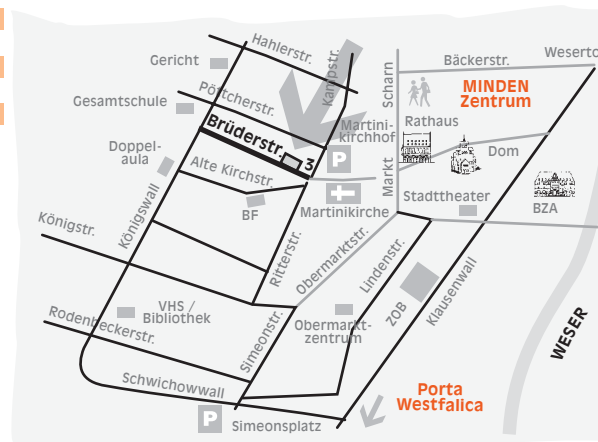 Hahlerstr.
Gericht
Kampstr.
Scharn
Bäckerstr.
Weserto
Gesamtschule
Pöttcherstr.
MINDEN
Zentrum
Brüderstr.
3
P
Martini-
kirchhof
Rathaus
Doppel-
aula
Alte Kirchstr.
Markt
Dom
BF
Martinikirche
Stadttheater
BZA
Königstr.
Königswall
Ritterstr.
Obermarktstr.
Lindenstr.
ZOB
Klausenwall
VHS /
Bibliothek
Rodenbeckerstr.
Simeonstr.
Obermarkt-
zentrum
WESER
Schwichowwall
Porta
Westfalica
P
Simeonsplatz